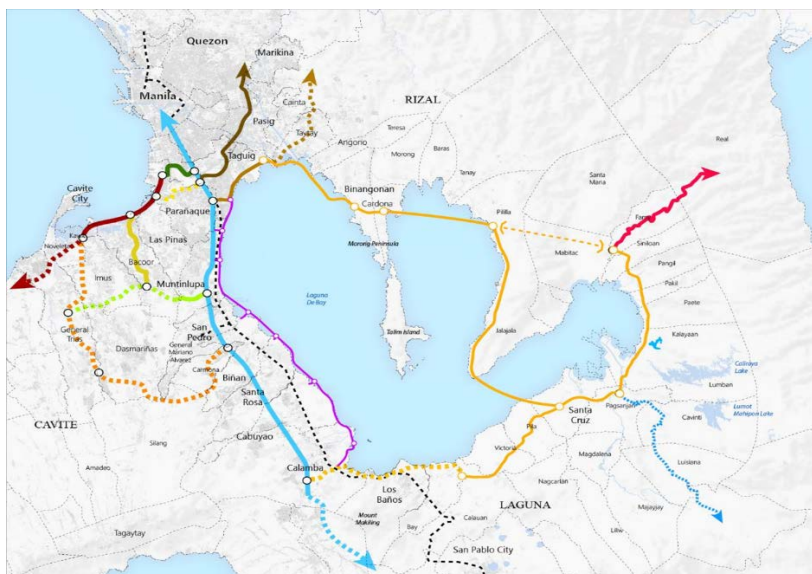 Quezon
Marikina
Manila
Cainta
RIZAL
Pasig
Taytay
Teresa
Angono
Taguig
Morong
Baras
Real
Santa
Maria
Tanay
Binangonan
Cardona
Cavite
City
Parañaque
Pililla
Famy
Noveleta
Las Pinas
Morong Peninsula
Mabitac
Siniloan
Bacoor
Imus
Pangil
Muntinlupa
Laguna
De Bay
Pakil
Paete
General
Trias
San
Pedro
Talim Island
Jalajala
Kalayaan
Dasmariñas
General
Mariano
Alvarez
Caliraya
Lake
Carmona
Biñan
Lumban
Santa
Rosa
Santa
Cruz
Pagsanjan
Lumot
Mahipon Lake
CAVITE
Pila
Cavinti
Silang
Cabuyao
Victoria
Magdalena
Luisiana
Amadeo
Calamba
Nagcarlan
Los
Baños
LAGUNA
Majayjay
Mount
Makiling
Bay
Calauan
Liliw
Tagaytay
San Pablo City